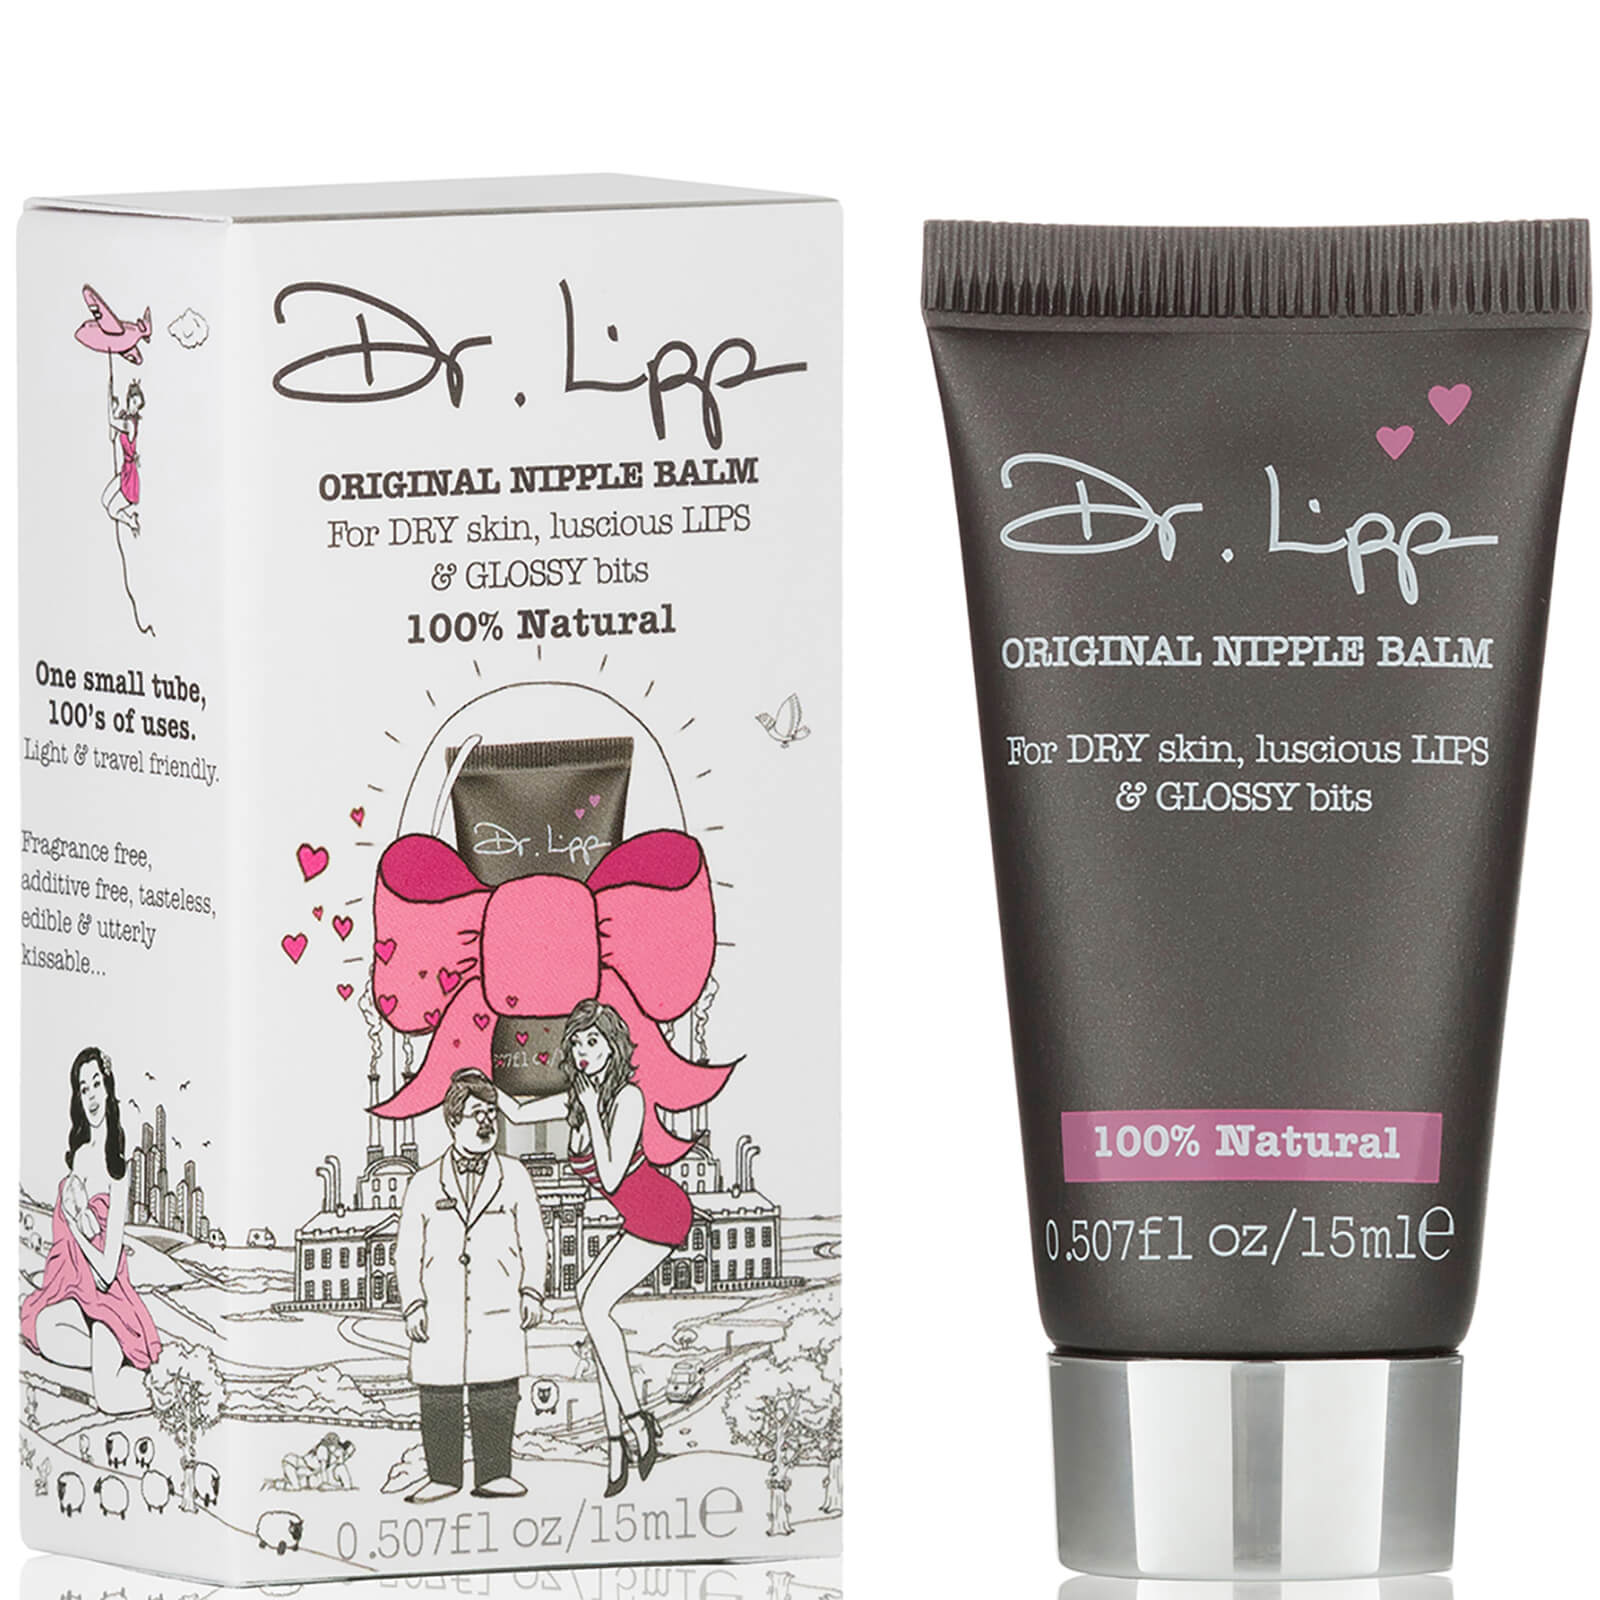 Dr. Lipp
ORIGINAL NIPPLE BALM
For DRY skin, luscious LIPS
& GLOSSY bits
100% Natural
One small tube,
100's of uses.
Light & travel friendly.
Fragrance free,
additive free, tasteless,
edible & utterly
kissable...
Dr. Lipp
0.507fl oz/15ml℮
Dr. Lipp
ORIGINAL NIPPLE BALM
For DRY skin, luscious LIPS
& GLOSSY bits
100% Natural
0.507fl oz/15ml℮